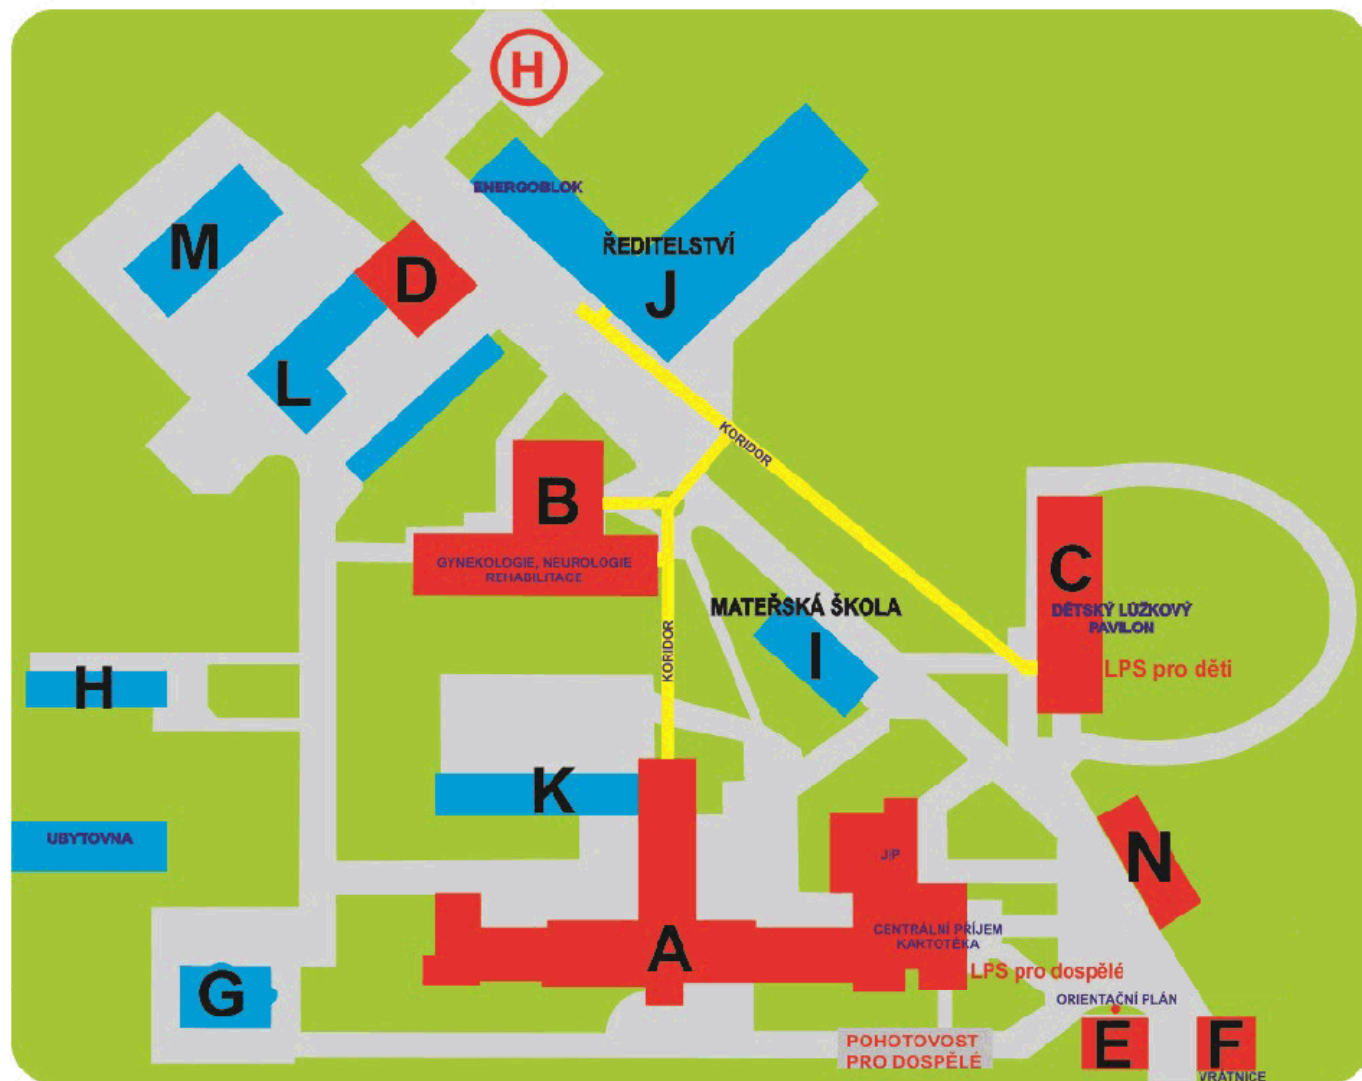 H
ENERGOBLOK
M
ŘEDITELSTVÍ
D
J
L
KORIDOR
B
GYNEKOLOGIE, NEUROLOGIE
REHABILITACE
C
DĚTSKÝ LŮŽKOVÝ
PAVILON
MATEŘSKÁ ŠKOLA
I
KORIDOR
LPS pro děti
H
K
UBYTOVNA
JIP
N
CENTRÁLNÍ PŘÍJEM
KARTOTÉKA
A
LPS pro dospělé
G
ORIENTAČNÍ PLÁN
POHOTOVOST
PRO DOSPĚLÉ
E
F
VRÁTNICE